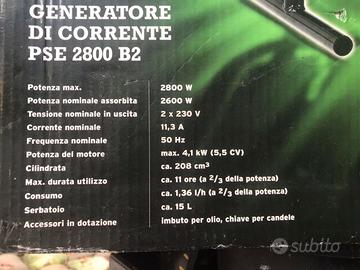 GENERATORE
DI CORRENTE
PSE 2800 B2
Potenza max. 2800 W
Potenza nominale assorbita 2600 W
Tensione nominale in uscita 2 x 230 V
Corrente nominale 11,3 A
Frequenza nominale 50 Hz
Potenza del motore max. 4,1 kW (5,5 CV)
Cilindrata ca. 208 cm³
Max. durata utilizzo ca. 11 ore (a 2/3 della potenza)
Consumo ca. 1,36 l/h (a 2/3 della potenza)
Serbatoio ca. 15 L
Accessori in dotazione imbuto per olio, chiave per candele
subito